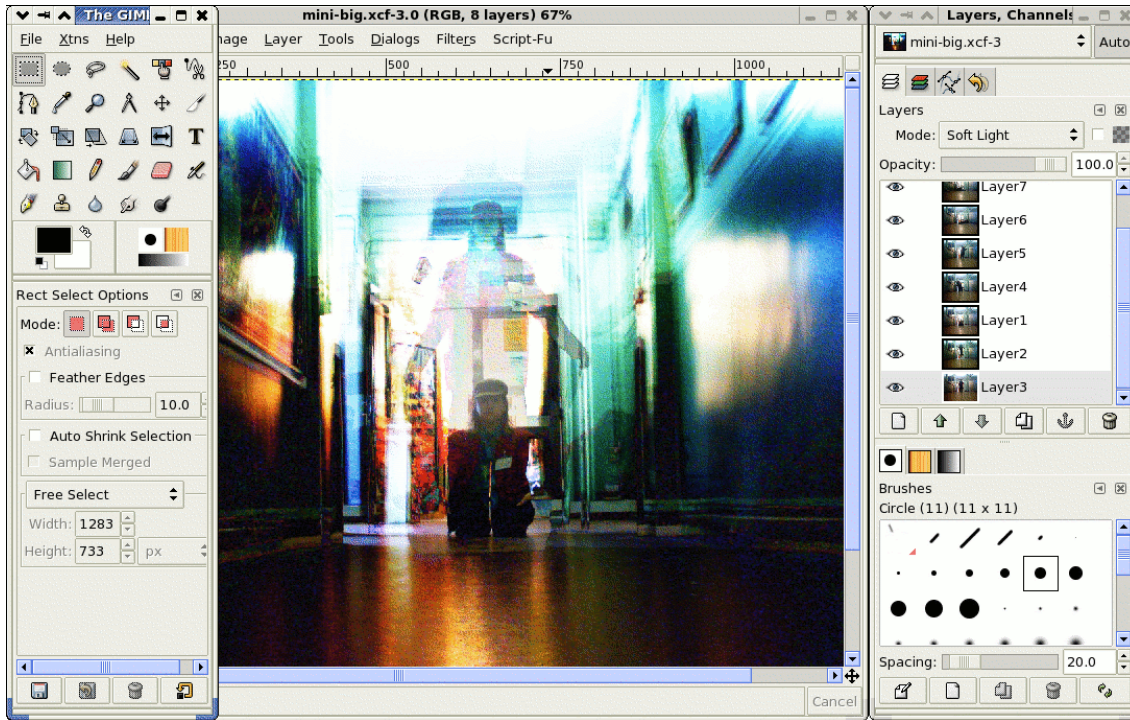 The GIM
File Xtns Help
Rect Select Options
Mode:
Antialiasing
Feather Edges
Radius: 10.0
Auto Shrink Selection
Sample Merged
Free Select
Width: 1283
Height: 733 px
mini-big.xcf-3.0 (RGB, 8 layers) 67%
mage Layer Tools Dialogs Filters Script-Fu
250 500 750 1000
Cancel
Layers, Channels
mini-big.xcf-3 Auto
Layers
Mode: Soft Light
Opacity: 100.0
Layer7
Layer6
Layer5
Layer4
Layer1
Layer2
Layer3
Brushes
Circle (11) (11 x 11)
Spacing: 20.0